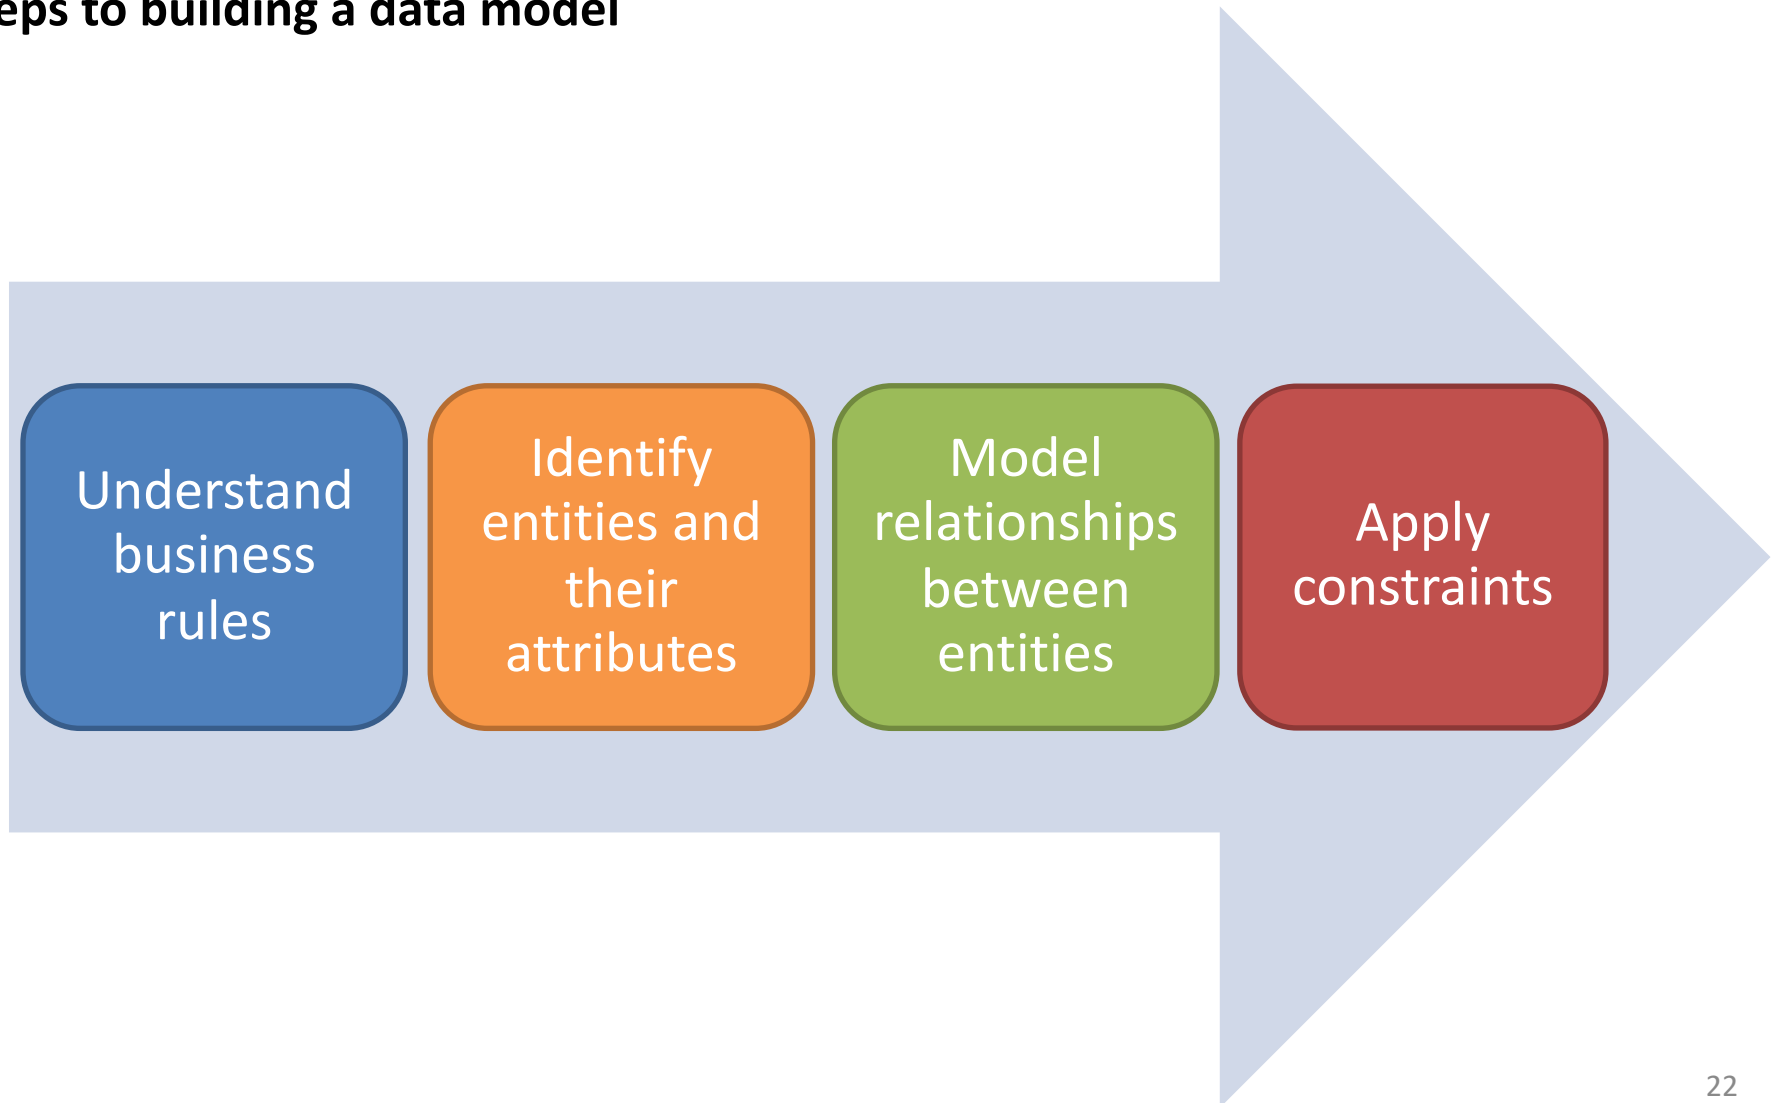 eps to building a data model
Understand
business
rules
Identify
entities and
their
attributes
Model
relationships
between
entities
Apply
constraints
22